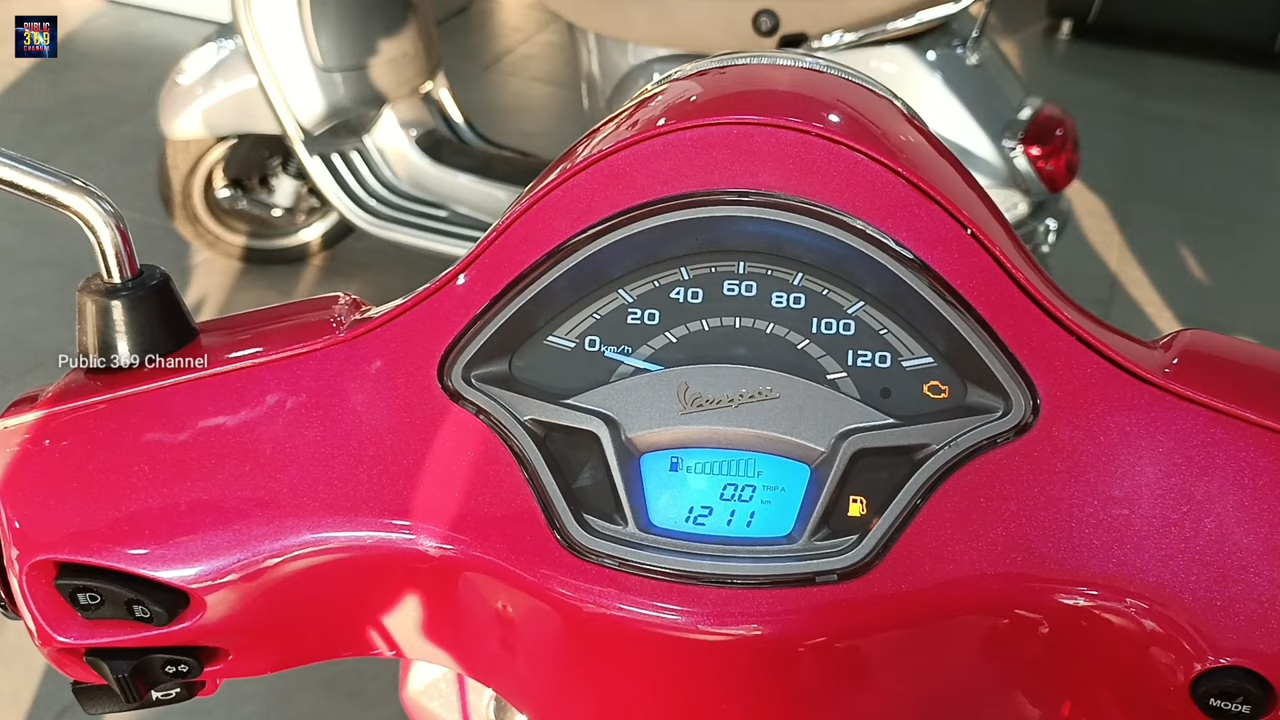 PUBLIC
369
CHANNEL
0 km/h
20
40
60
80
100
120
Vespa
E F
0.0 TRIP A
km
1211
Public 369 Channel
MODE